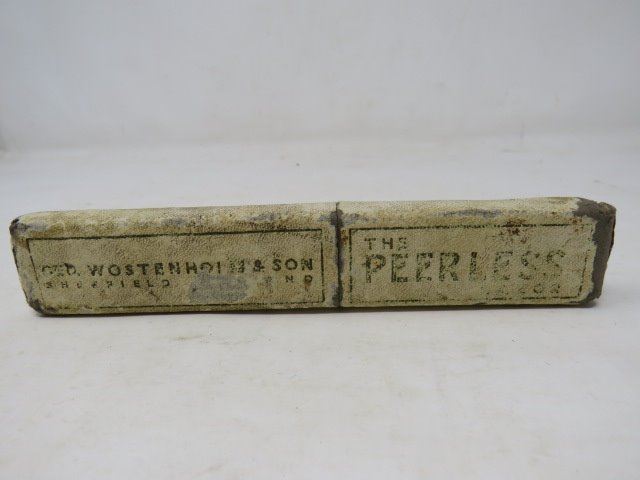 GEO. WOSTENHOLM & SON
SHEFFIELD
THE
PEERLESS